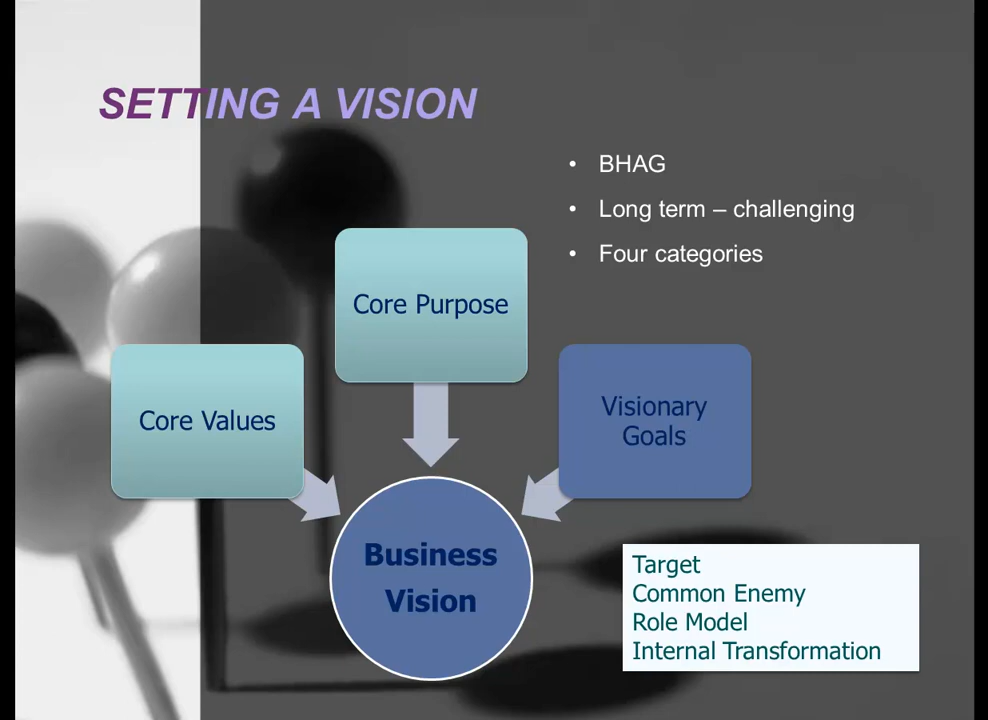 SETTING A VISION
• BHAG
• Long term – challenging
• Four categories
Core Purpose
Core Values
Visionary
Goals
Business
Vision
Target
Common Enemy
Role Model
Internal Transformation